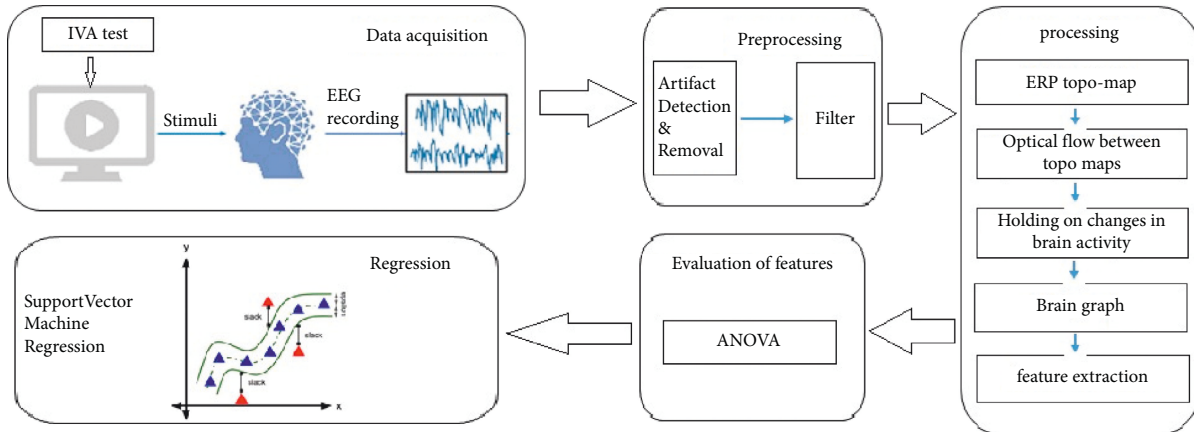 IVA test
Data acquisition
Stimuli
EEG
recording
Preprocessing
Artifact
Detection
&
Removal
Filter
processing
ERP topo-map
Optical flow between
topo maps
Holding on changes in
brain activity
Brain graph
feature extraction
Evaluation of features
ANOVA
Regression
SupportVector
Machine
Regression
y
slack
slack
slack
x